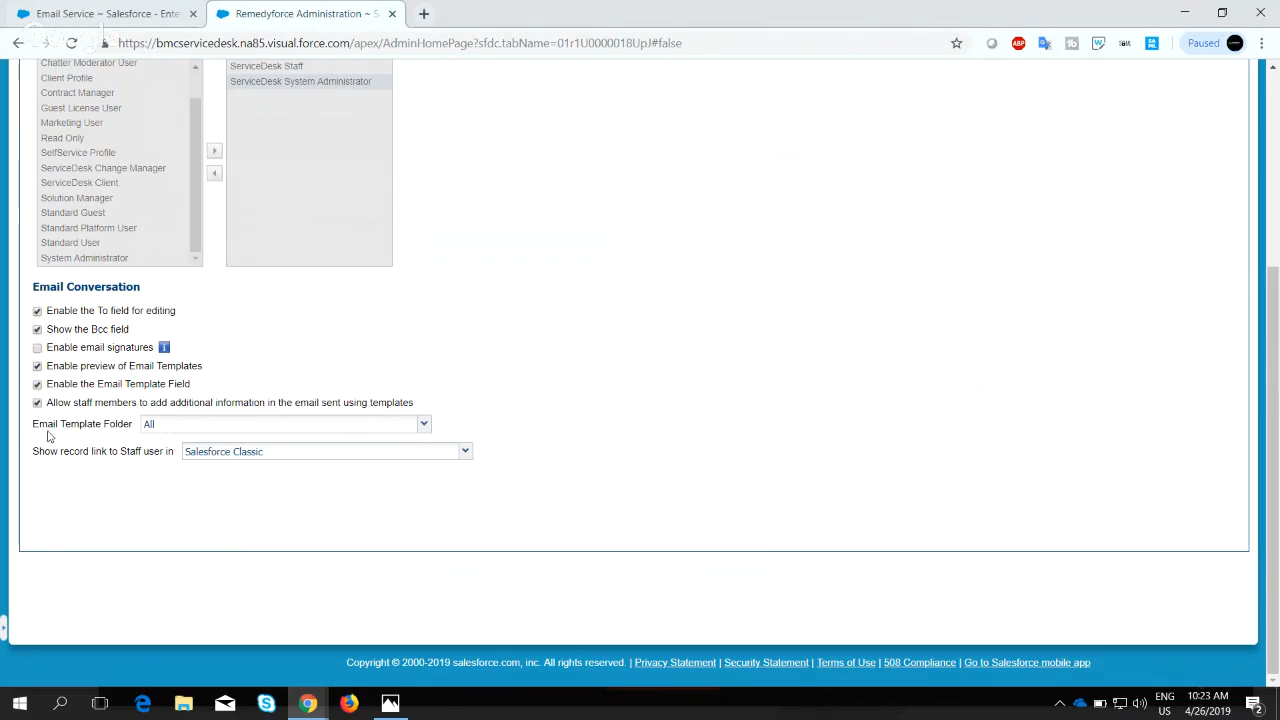 Email Service ~ Salesforce - Ente
Remedyforce Administration ~ S
https://bmcservicedesk.na85.visual.force.com/apex/AdminHomePage?sfdc.tabName=01r1U0000018UpJ#false
ABP
Paused
Chatter Moderator User
Client Profile
Contract Manager
Guest License User
Marketing User
Read Only
SelfService Profile
ServiceDesk Change Manager
ServiceDesk Client
Solution Manager
Standard Guest
Standard Platform User
Standard User
System Administrator
ServiceDesk Staff
ServiceDesk System Administrator
Email Conversation
Enable the To field for editing
Show the Bcc field
Enable email signatures
Enable preview of Email Templates
Enable the Email Template Field
Allow staff members to add additional information in the email sent using templates
Email Template Folder All
Show record link to Staff user in Salesforce Classic
Copyright © 2000-2019 salesforce.com, inc. All rights reserved. | Privacy Statement | Security Statement | Terms of Use | 508 Compliance | Go to Salesforce mobile app
ENG
US
10:23 AM
4/26/2019
2